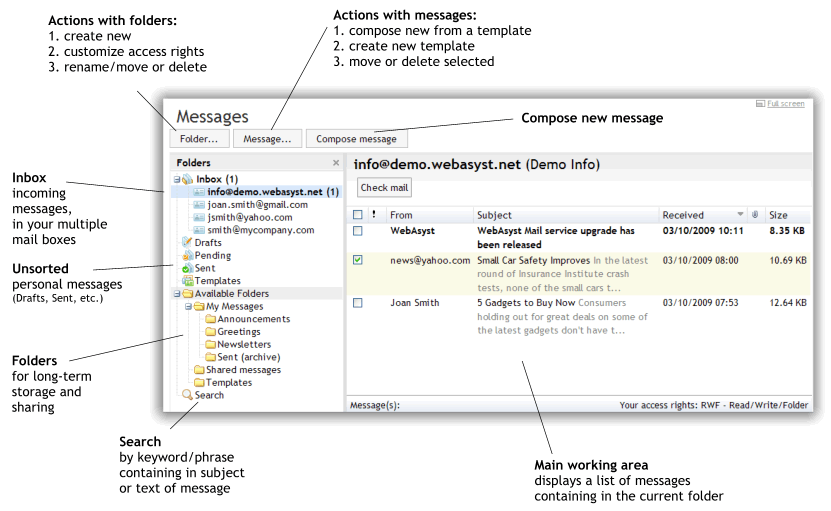 Actions with folders:
1. create new
2. customize access rights
3. rename/move or delete
Actions with messages:
1. compose new from a template
2. create new template
3. move or delete selected
Compose new message
Inbox
incoming
messages,
in your multiple
mail boxes
Unsorted
personal messages
(Drafts, Sent, etc.)
Folders
for long-term
storage and
sharing
Search
by keyword/phrase
containing in subject
or text of message
Main working area
displays a list of messages
containing in the current folder
Full screen
Messages
Folder... Message... Compose message
Folders ×
Inbox (1)
info@demo.webasyst.net (1)
joan.smith@gmail.com
jsmith@yahoo.com
smith@mycompany.com
Drafts
Pending
Sent
Templates
Available Folders
My Messages
Announcements
Greetings
Newsletters
Sent (archive)
Shared messages
Templates
Search
info@demo.webasyst.net (Demo Info)
Check mail
! From Subject Received Size
WebAsyst WebAsyst Mail service upgrade has 03/10/2009 10:11 8.35 KB
been released
news@yahoo.com Small Car Safety Improves In the latest 03/10/2009 08:00 10.69 KB
round of Insurance Institute crash
tests, none of the small cars t...
Joan Smith 5 Gadgets to Buy Now Consumers 03/10/2009 07:53 12.64 KB
holding out for great deals on some of
the latest gadgets don't have t...
Message(s): Your access rights: RWF - Read/Write/Folder